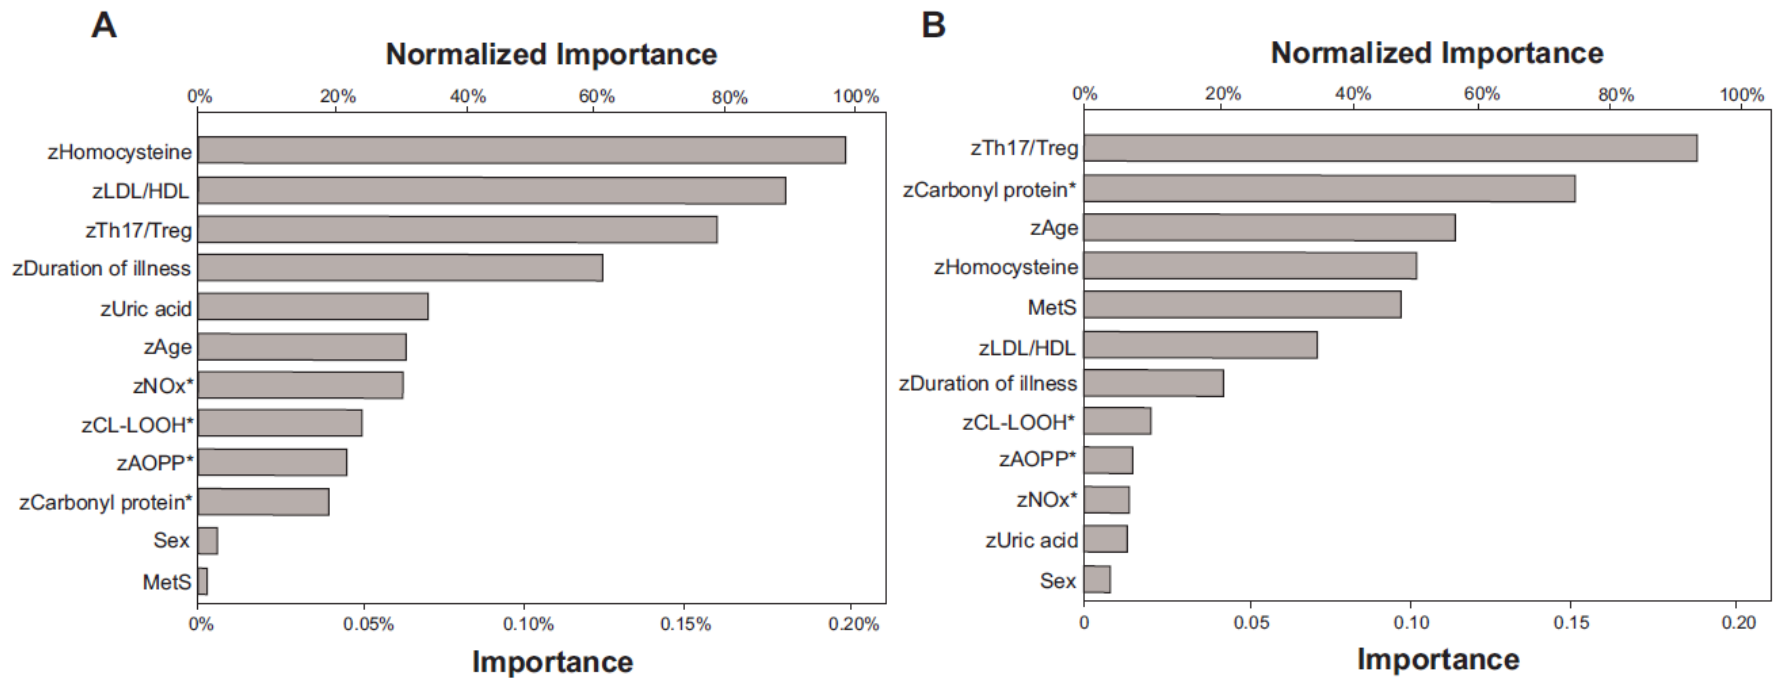 A
Normalized Importance
0% 20% 40% 60% 80% 100%
zHomocysteine
zLDL/HDL
zTh17/Treg
zDuration of illness
zUric acid
zAge
zNOx*
zCL-LOOH*
zAOPP*
zCarbonyl protein*
Sex
MetS
0% 0.05% 0.10% 0.15% 0.20%
Importance
B
Normalized Importance
0% 20% 40% 60% 80% 100%
zTh17/Treg
zCarbonyl protein*
zAge
zHomocysteine
MetS
zLDL/HDL
zDuration of illness
zCL-LOOH*
zAOPP*
zNOx*
zUric acid
Sex
0 0.05 0.10 0.15 0.20
Importance